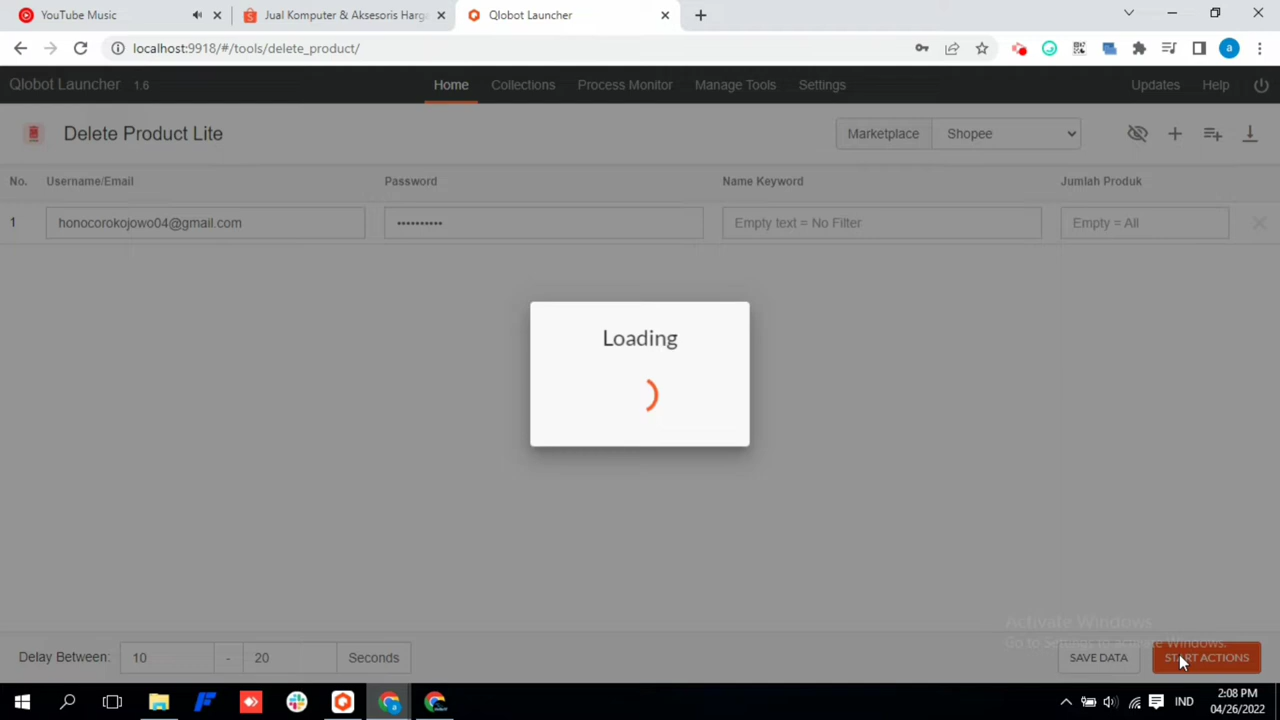 YouTube Music
Jual Komputer & Aksesoris Harga
Qlobot Launcher
localhost:9918/#/tools/delete_product/
a
Qlobot Launcher 1.6
Home
Collections
Process Monitor
Manage Tools
Settings
Updates
Help
Delete Product Lite
Marketplace
Shopee
No.
Username/Email
Password
Name Keyword
Jumlah Produk
1
honocorokojowo04@gmail.com
••••••••••
Empty text = No Filter
Empty = All
Loading
Activate Windows
Go to Settings to activate Windows.
Delay Between:
10
-
20
Seconds
SAVE DATA
START ACTIONS
IND
2:08 PM
04/26/2022